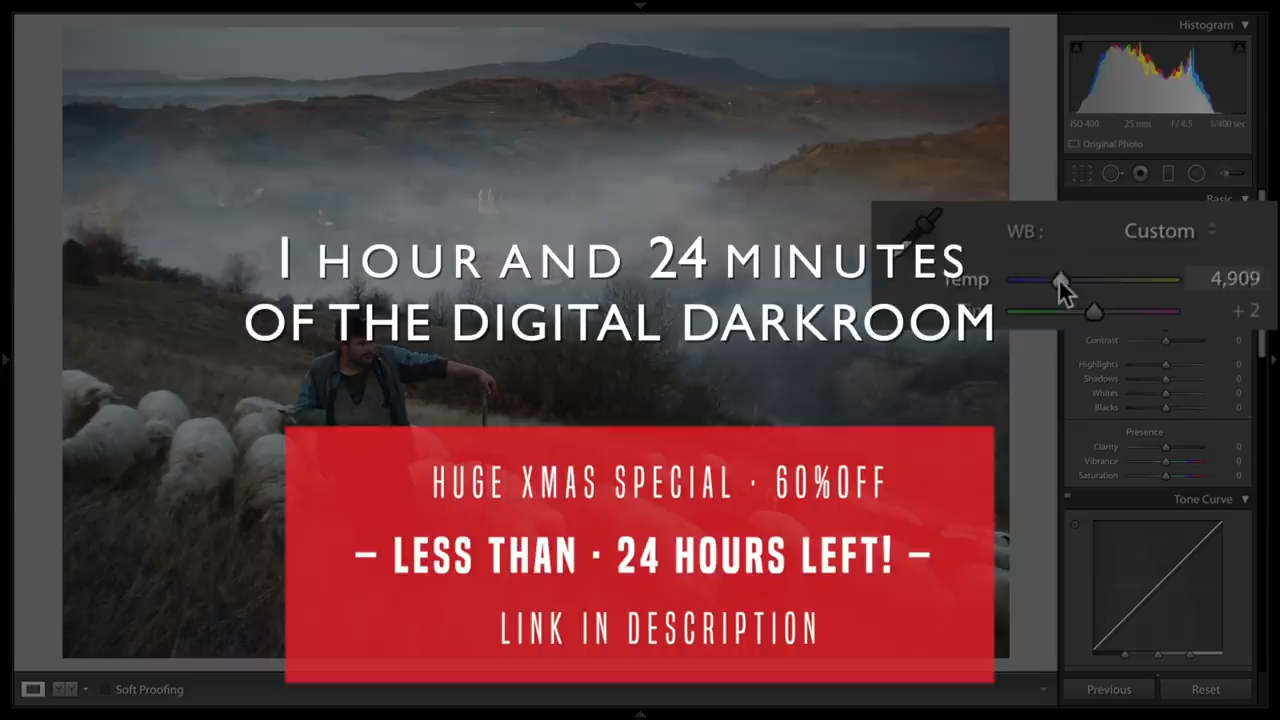 Histogram
ISO 400 25 mm f / 4.5 1/400 sec
Original Photo
Basic
WB : Custom
Temp 4,909
+ 2
1 HOUR AND 24 MINUTES
OF THE DIGITAL DARKROOM
Contrast 0
Highlights 0
Shadows 0
Whites 0
Blacks 0
Presence
Clarity 0
Vibrance 0
Saturation 0
HUGE XMAS SPECIAL · 60%OFF
– LESS THAN · 24 HOURS LEFT! –
LINK IN DESCRIPTION
Tone Curve
YY Soft Proofing
Previous Reset